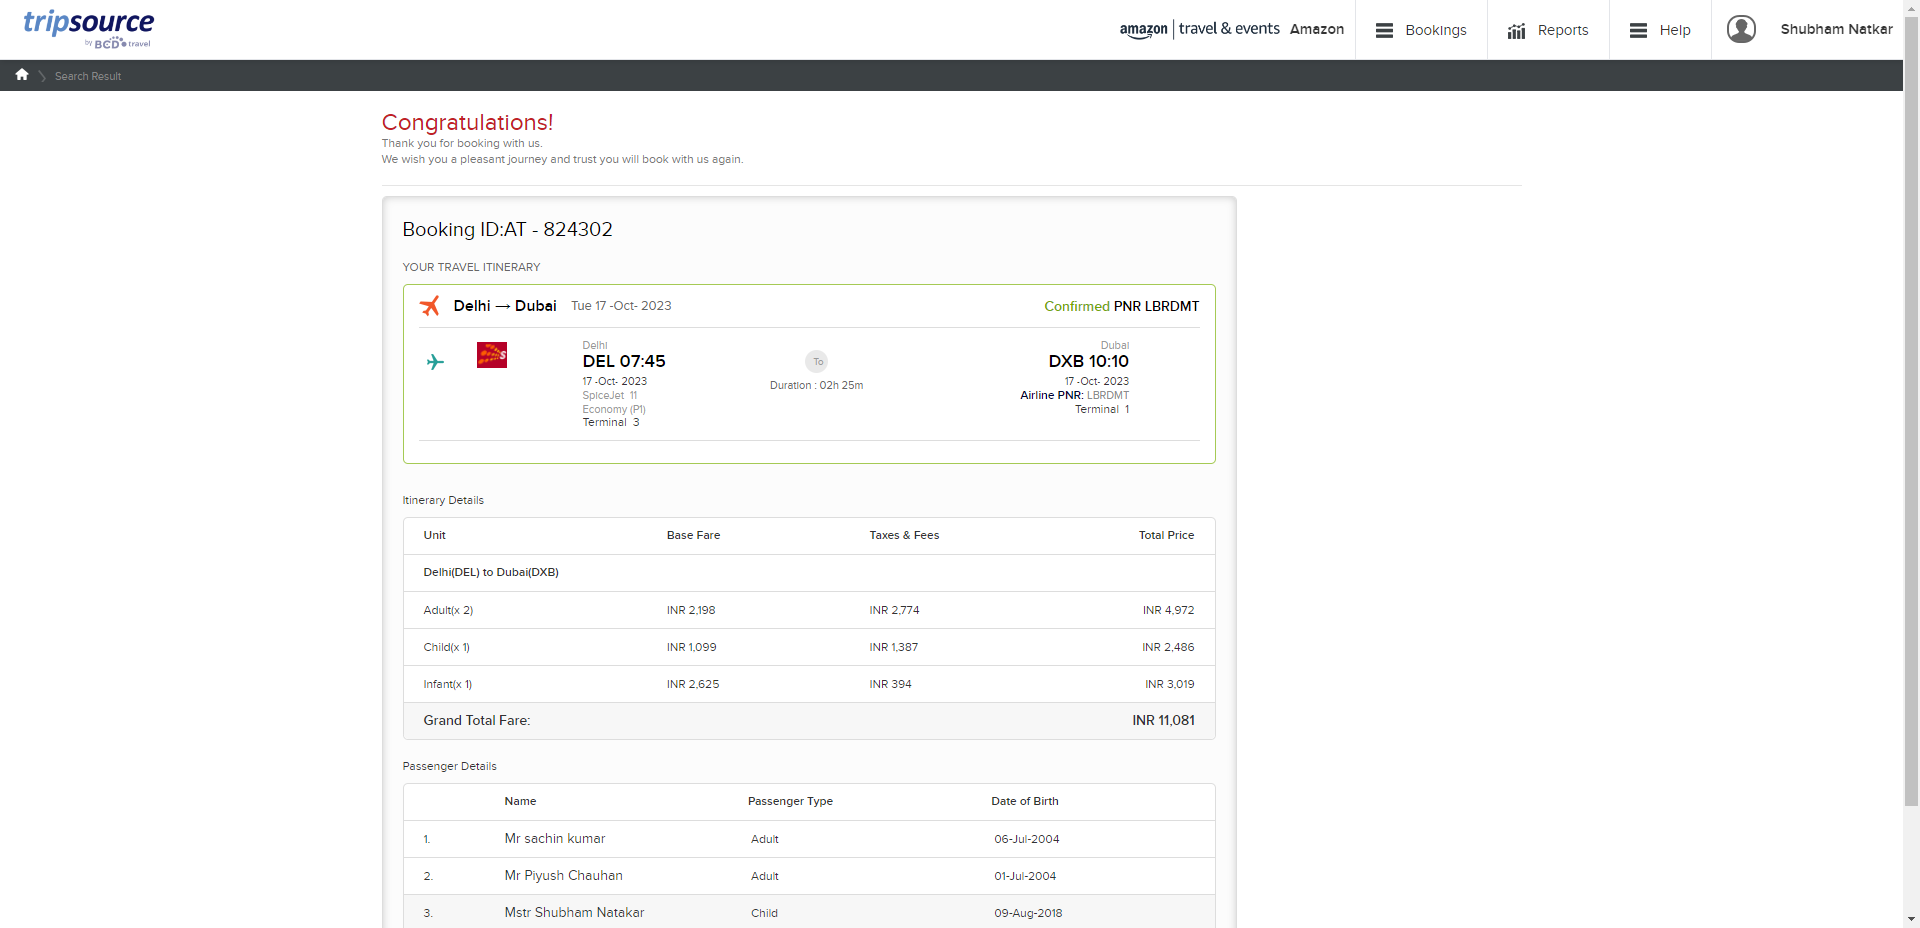 tripsource
by BCD travel
amazon | travel & events Amazon
Bookings
Reports
Help
Shubham Natkar
Search Result
Congratulations!
Thank you for booking with us.
We wish you a pleasant journey and trust you will book with us again.
Booking ID:AT - 824302
YOUR TRAVEL ITINERARY
Delhi → Dubai Tue 17 -Oct- 2023 Confirmed PNR LBRDMT
Delhi
DEL 07:45
17 -Oct- 2023
SpiceJet 11
Economy (P1)
Terminal 3
To
Duration : 02h 25m
Dubai
DXB 10:10
17 -Oct- 2023
Airline PNR: LBRDMT
Terminal 1
Itinerary Details
Unit Base Fare Taxes & Fees Total Price
Delhi(DEL) to Dubai(DXB)
Adult(x 2) INR 2,198 INR 2,774 INR 4,972
Child(x 1) INR 1,099 INR 1,387 INR 2,486
Infant(x 1) INR 2,625 INR 394 INR 3,019
Grand Total Fare: INR 11,081
Passenger Details
Name Passenger Type Date of Birth
1. Mr sachin kumar Adult 06-Jul-2004
2. Mr Piyush Chauhan Adult 01-Jul-2004
3. Mstr Shubham Natakar Child 09-Aug-2018